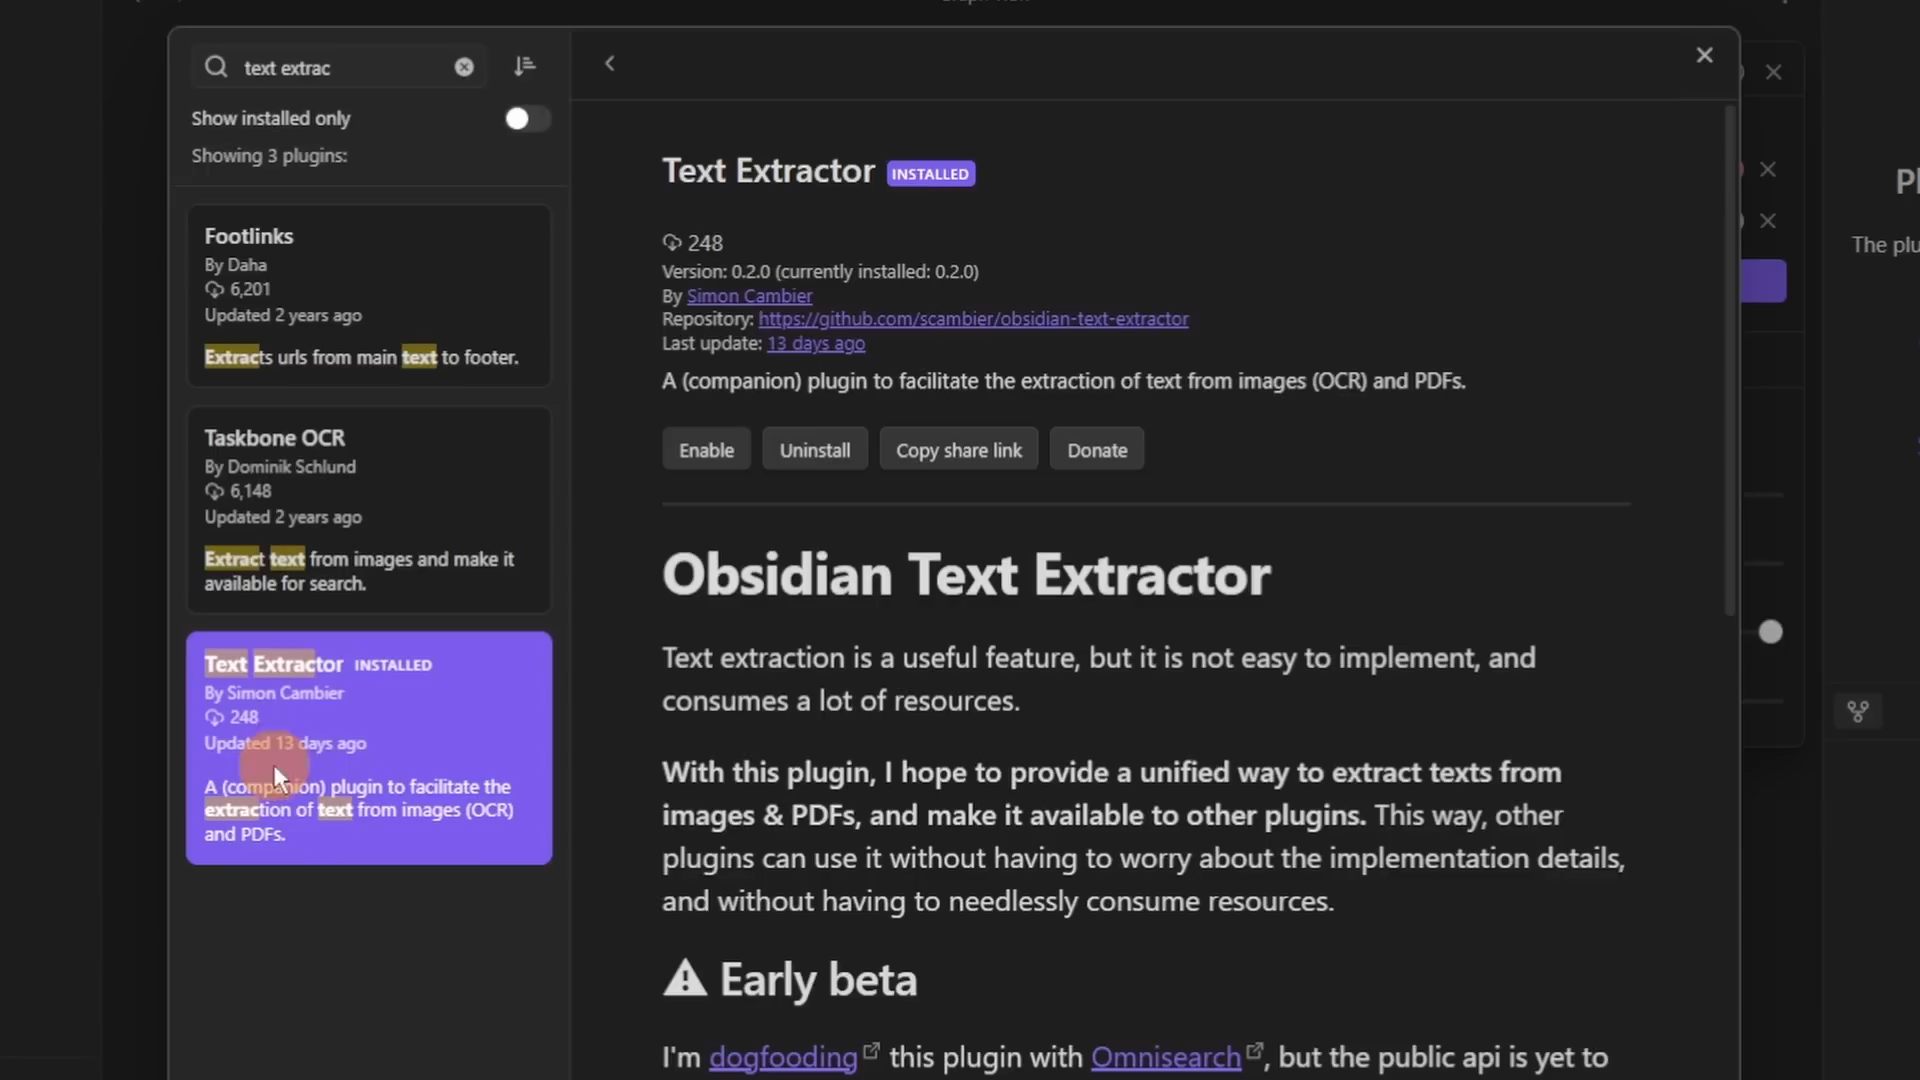 text extrac
Show installed only
Showing 3 plugins:
Footlinks
By Daha
6,201
Updated 2 years ago
Extracts urls from main text to footer.
Taskbone OCR
By Dominik Schlund
6,148
Updated 2 years ago
Extract text from images and make it
available for search.
Text Extractor INSTALLED
By Simon Cambier
248
Updated 13 days ago
A (companion) plugin to facilitate the
extraction of text from images (OCR)
and PDFs.
Text Extractor INSTALLED
248
Version: 0.2.0 (currently installed: 0.2.0)
By Simon Cambier
Repository: https://github.com/scambier/obsidian-text-extractor
Last update: 13 days ago
A (companion) plugin to facilitate the extraction of text from images (OCR) and PDFs.
Enable Uninstall Copy share link Donate
Obsidian Text Extractor
Text extraction is a useful feature, but it is not easy to implement, and
consumes a lot of resources.
With this plugin, I hope to provide a unified way to extract texts from
images & PDFs, and make it available to other plugins. This way, other
plugins can use it without having to worry about the implementation details,
and without having to needlessly consume resources.
⚠ Early beta
I'm dogfooding this plugin with Omnisearch, but the public api is yet to
Pl
The plu